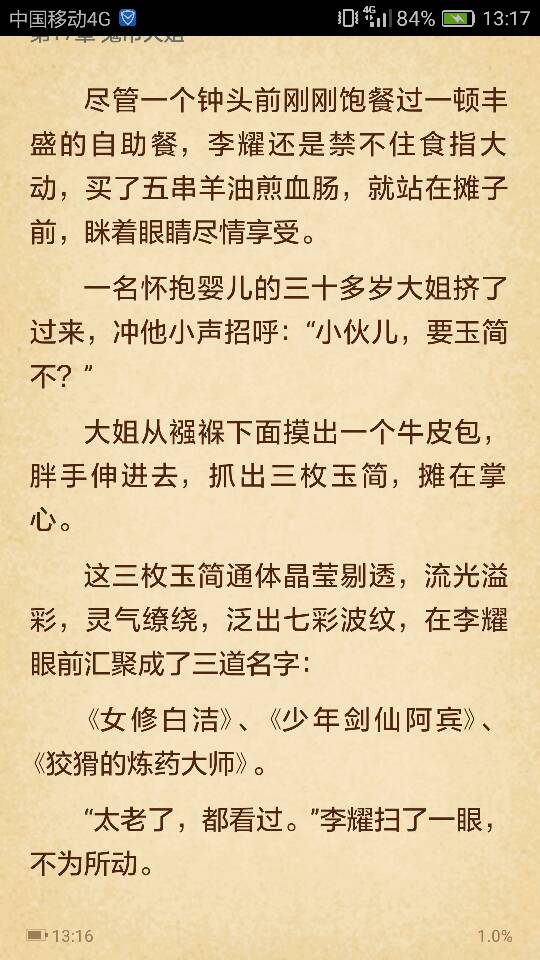 中国移动4G
4G
84%
13:17
尽管一个钟头前刚刚饱餐过一顿丰
盛的自助餐，李耀还是禁不住食指大
动，买了五串羊油煎血肠，就站在摊子
前，眯着眼睛尽情享受。
一名怀抱婴儿的三十多岁大姐挤了
过来，冲他小声招呼：“小伙儿，要玉简
不？”
大姐从襁褓下面摸出一个牛皮包，
胖手伸进去，抓出三枚玉简，摊在掌
心。
这三枚玉简通体晶莹剔透，流光溢
彩，灵气缭绕，泛出七彩波纹，在李耀
眼前汇聚成了三道名字：
《女修白洁》、《少年剑仙阿宾》、
《狡猾的炼药大师》。
“太老了，都看过。”李耀扫了一眼，
不为所动。
13:16
1.0%